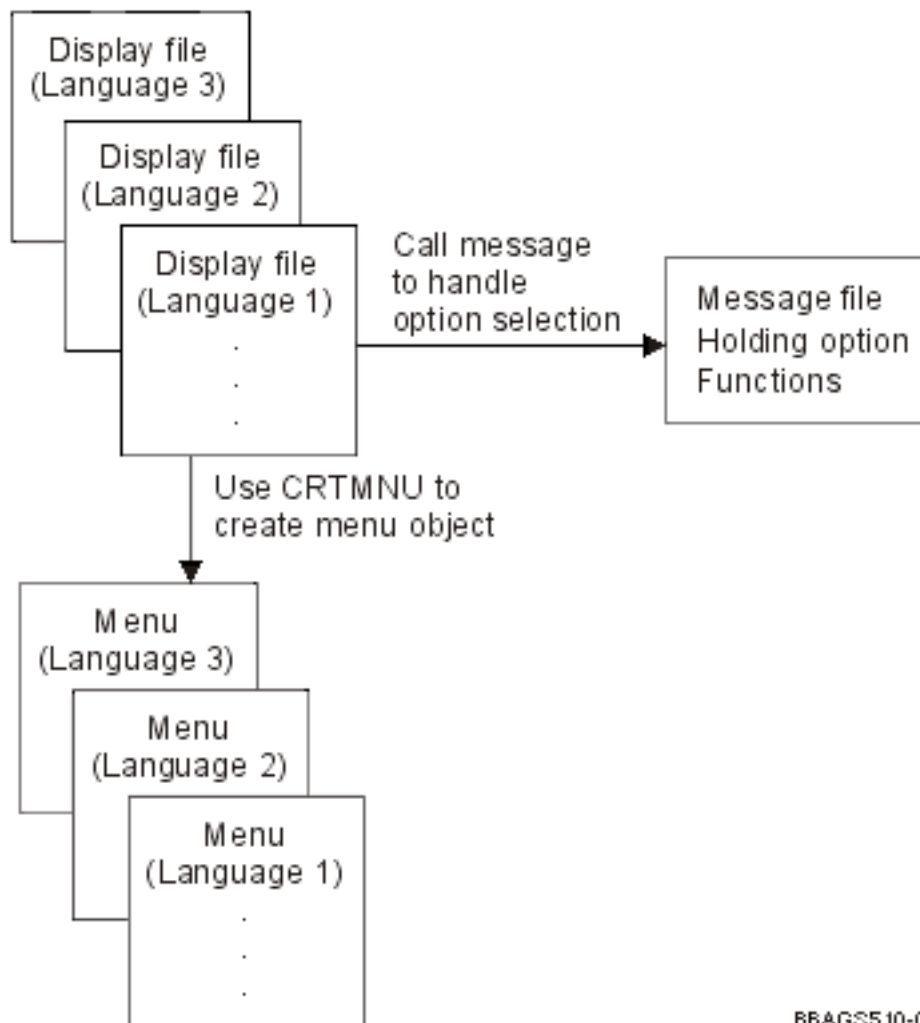 Display file
(Language 3)
Display file
(Language 2)
Display file
(Language 1)
.
.
.
Call message
to handle
option selection
Message file
Holding option
Functions
Use CRTMNU to
create menu object
Menu
(Language 3)
Menu
(Language 2)
Menu
(Language 1)
.
.
.